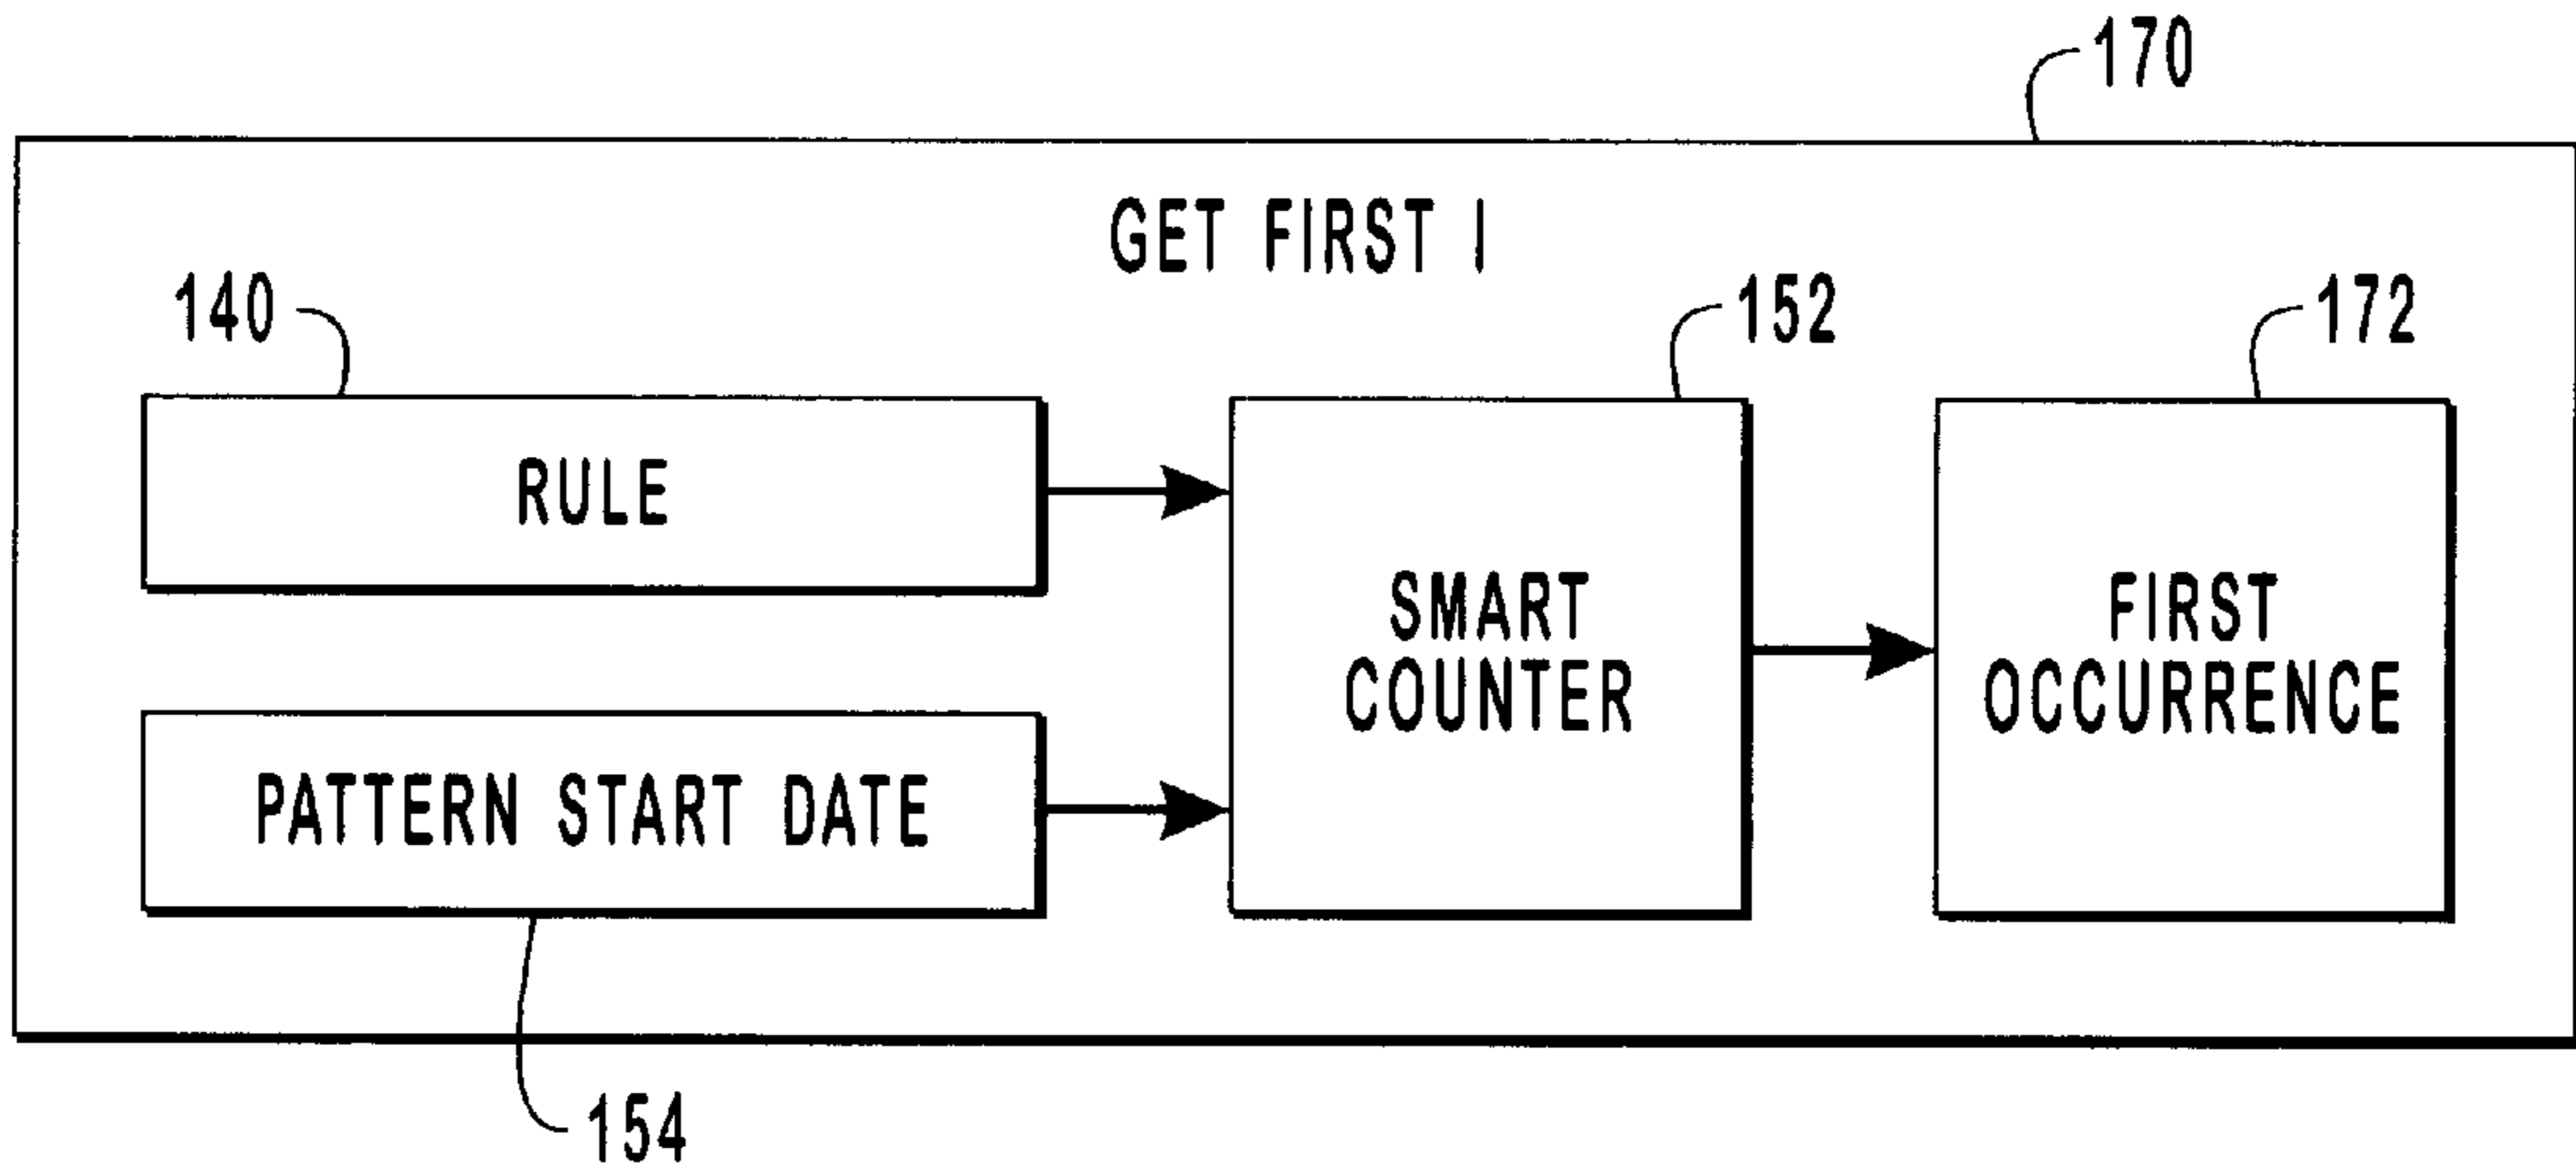 170
GET FIRST I
140
152
172
RULE
SMART
COUNTER
FIRST
OCCURRENCE
PATTERN START DATE
154